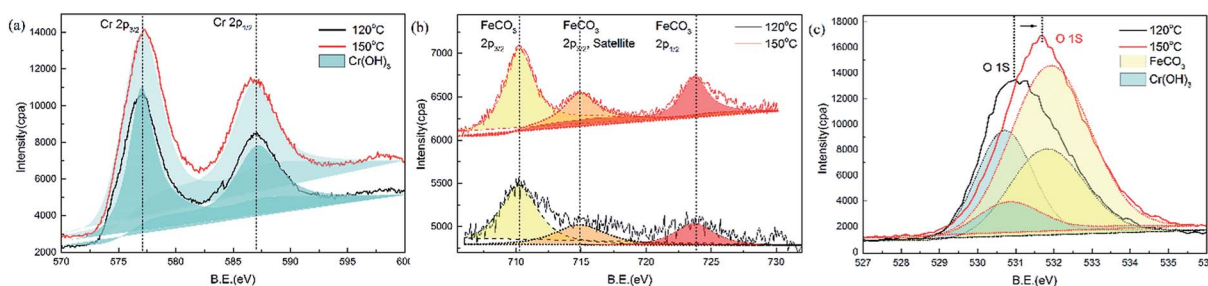 (a)
Cr 2p3/2
Cr 2p1/2
120°C
150°C
Cr(OH)3
14000
12000
10000
8000
6000
4000
2000
Intensity(cpa)
570 575 580 585 590 595 600
B.E.(eV)
(b)
FeCO3 FeCO3 FeCO3
2p3/2 2p3/2, Satellite 2p1/2
120°C
150°C
7000
6000
5000
Intensity(cpa)
710 715 720 725 730
B.E.(eV)
(c)
O 1S
O 1S
120°C
150°C
FeCO3
Cr(OH)3
18000
16000
14000
12000
10000
8000
6000
4000
2000
0
Intensity(cpa)
527 528 529 530 531 532 533 534 535 536
B.E.(eV)